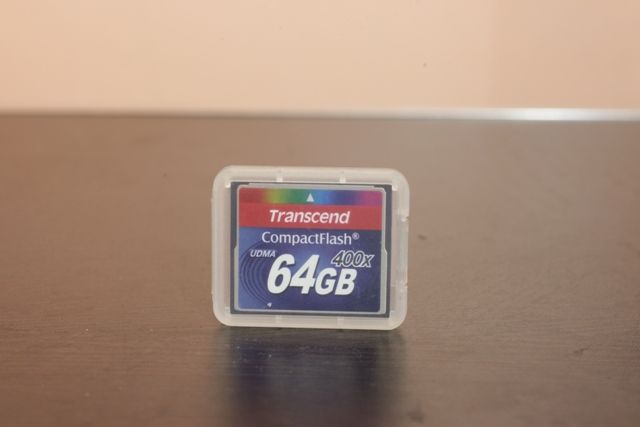 Transcend
CompactFlash®
UDMA 400x
64GB